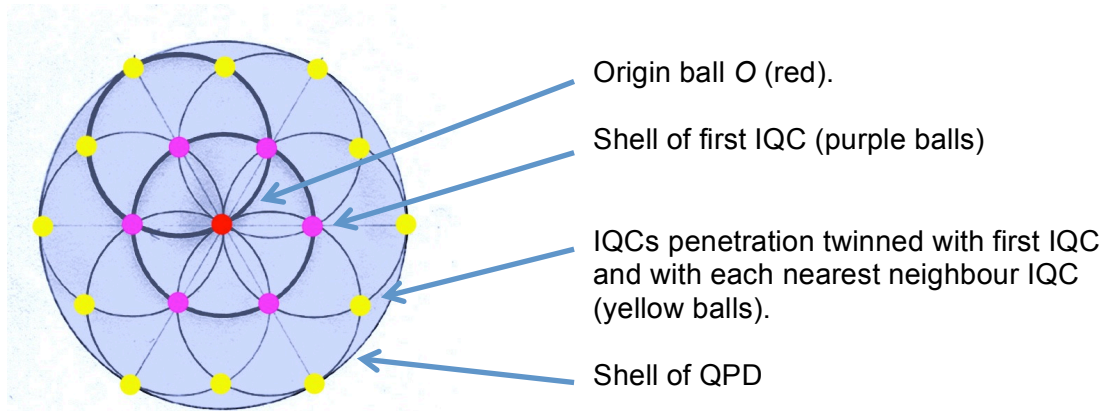 Origin ball O (red).
Shell of first IQC (purple balls)
IQCs penetration twinned with first IQC
and with each nearest neighbour IQC
(yellow balls).
Shell of QPD